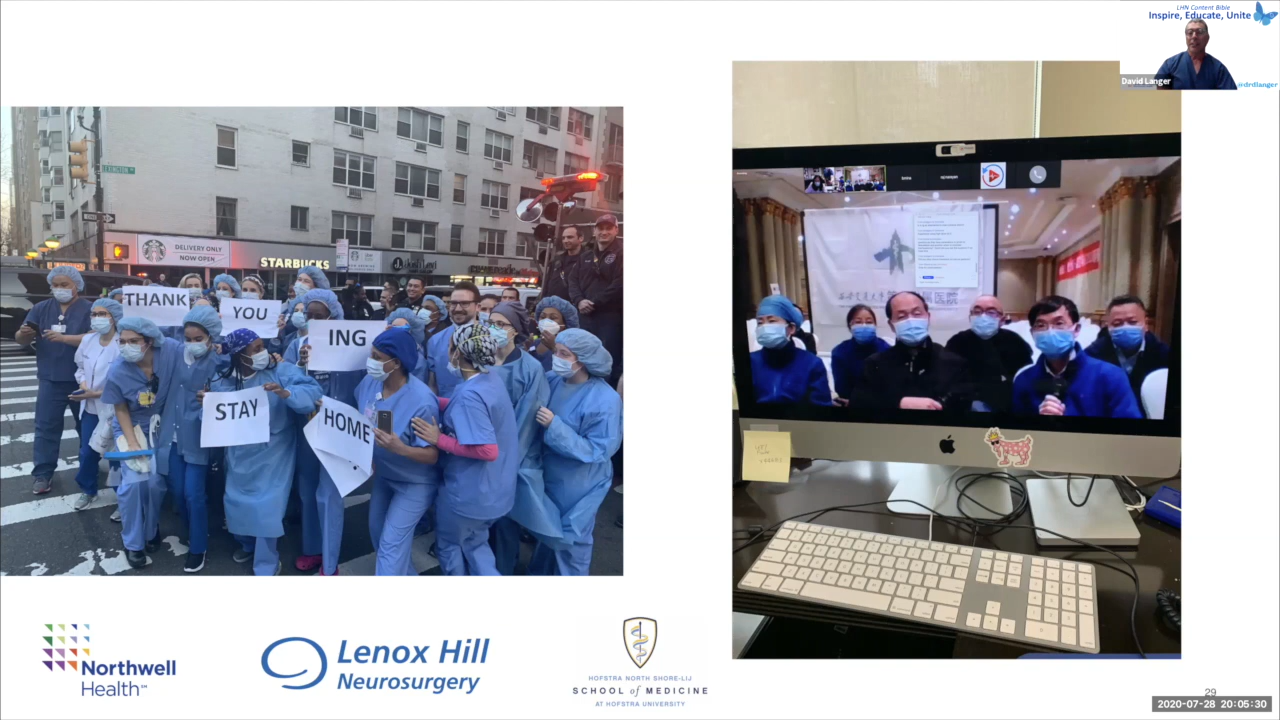 LHN Content Bible
Inspire, Educate, Unite
David Langer
@drdlanger
DELIVERY ONLY
NOW OPEN
STARBUCKS
THANK
YOU
ING
STAY
HOME
Northwell
Health℠
Lenox Hill
Neurosurgery
HOFSTRA NORTH SHORE-LIJ
SCHOOL of MEDICINE
AT HOFSTRA UNIVERSITY
29
2020-07-28 20:05:30